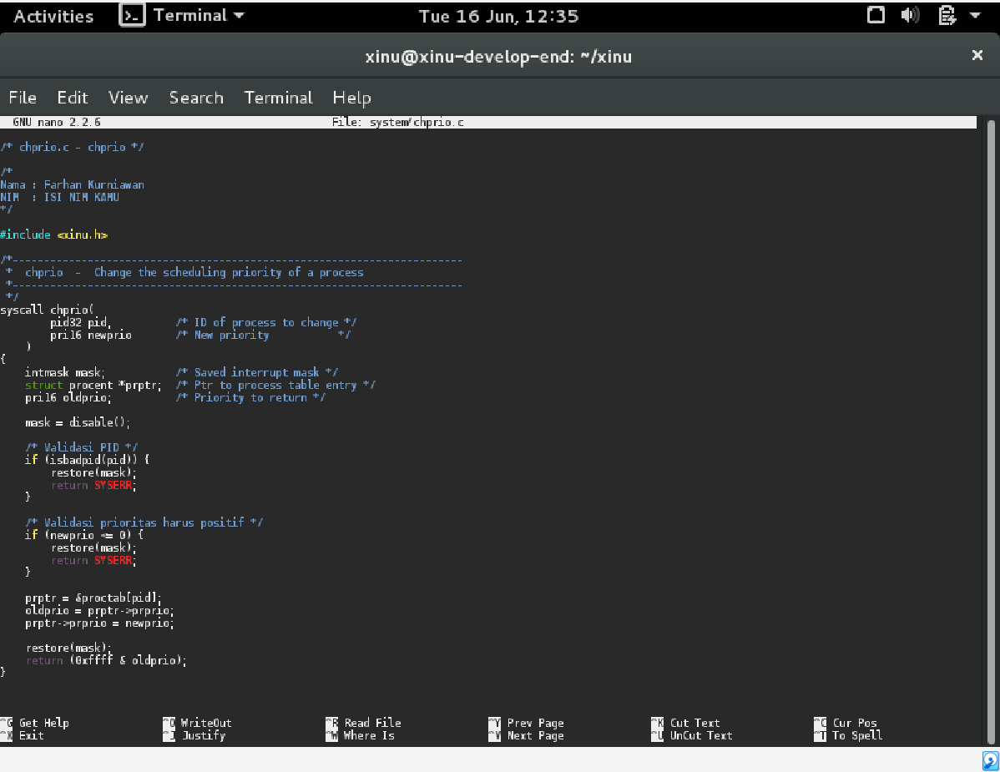 Activities Terminal Tue 16 Jun, 12:35
xinu@xinu-develop-end: ~/xinu
File Edit View Search Terminal Help
GNU nano 2.2.6 File: system/chprio.c
/* chprio.c - chprio */
/*
Nama : Farhan Kurniawan
NIM : ISI NIM KAMU
*/
#include <xinu.h>
/*------------------------------------------------------------------------
* chprio - Change the scheduling priority of a process
*------------------------------------------------------------------------
*/
syscall chprio(
pid32 pid, /* ID of process to change */
pri16 newprio /* New priority */
)
{
intmask mask; /* Saved interrupt mask */
struct procent *prptr; /* Ptr to process table entry */
pri16 oldprio; /* Priority to return */
mask = disable();
/* Validasi PID */
if (isbadpid(pid)) {
restore(mask);
return SYSERR;
}
/* Validasi prioritas harus positif */
if (newprio <= 0) {
restore(mask);
return SYSERR;
}
prptr = &proctab[pid];
oldprio = prptr->prprio;
prptr->prprio = newprio;
restore(mask);
return (0xffff & oldprio);
}
^G Get Help ^O WriteOut ^R Read File ^Y Prev Page ^K Cut Text ^C Cur Pos
^X Exit ^J Justify ^W Where Is ^V Next Page ^U UnCut Text ^T To Spell